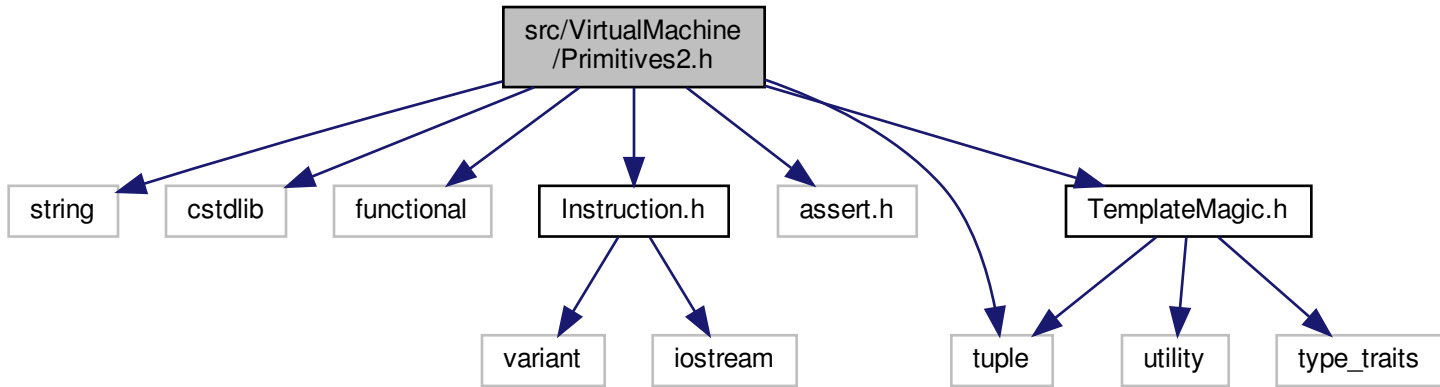 src/VirtualMachine
/Primitives2.h
string
cstdlib
functional
Instruction.h
assert.h
TemplateMagic.h
variant
iostream
tuple
utility
type_traits